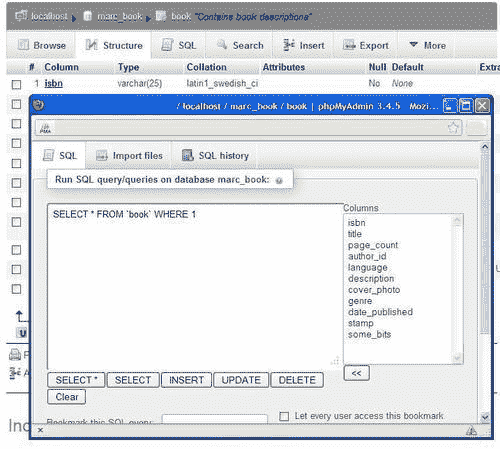 localhost marc_book book "Contains book descriptions"
Browse Structure SQL Search Insert Export More
# Column Type Collation Attributes Null Default Extra
1 isbn varchar(25) latin1_swedish_ci No None
/ localhost / marc_book / book | phpMyAdmin 3.4.5 - Mozi...
PMA
SQL Import files SQL history
Run SQL query/queries on database marc_book:
SELECT * FROM `book` WHERE 1
Columns
isbn
title
page_count
author_id
language
description
cover_photo
genre
date_published
stamp
some_bits
SELECT * SELECT INSERT UPDATE DELETE <<
Clear
Bookmark this SQL query: Let every user access this bookmark